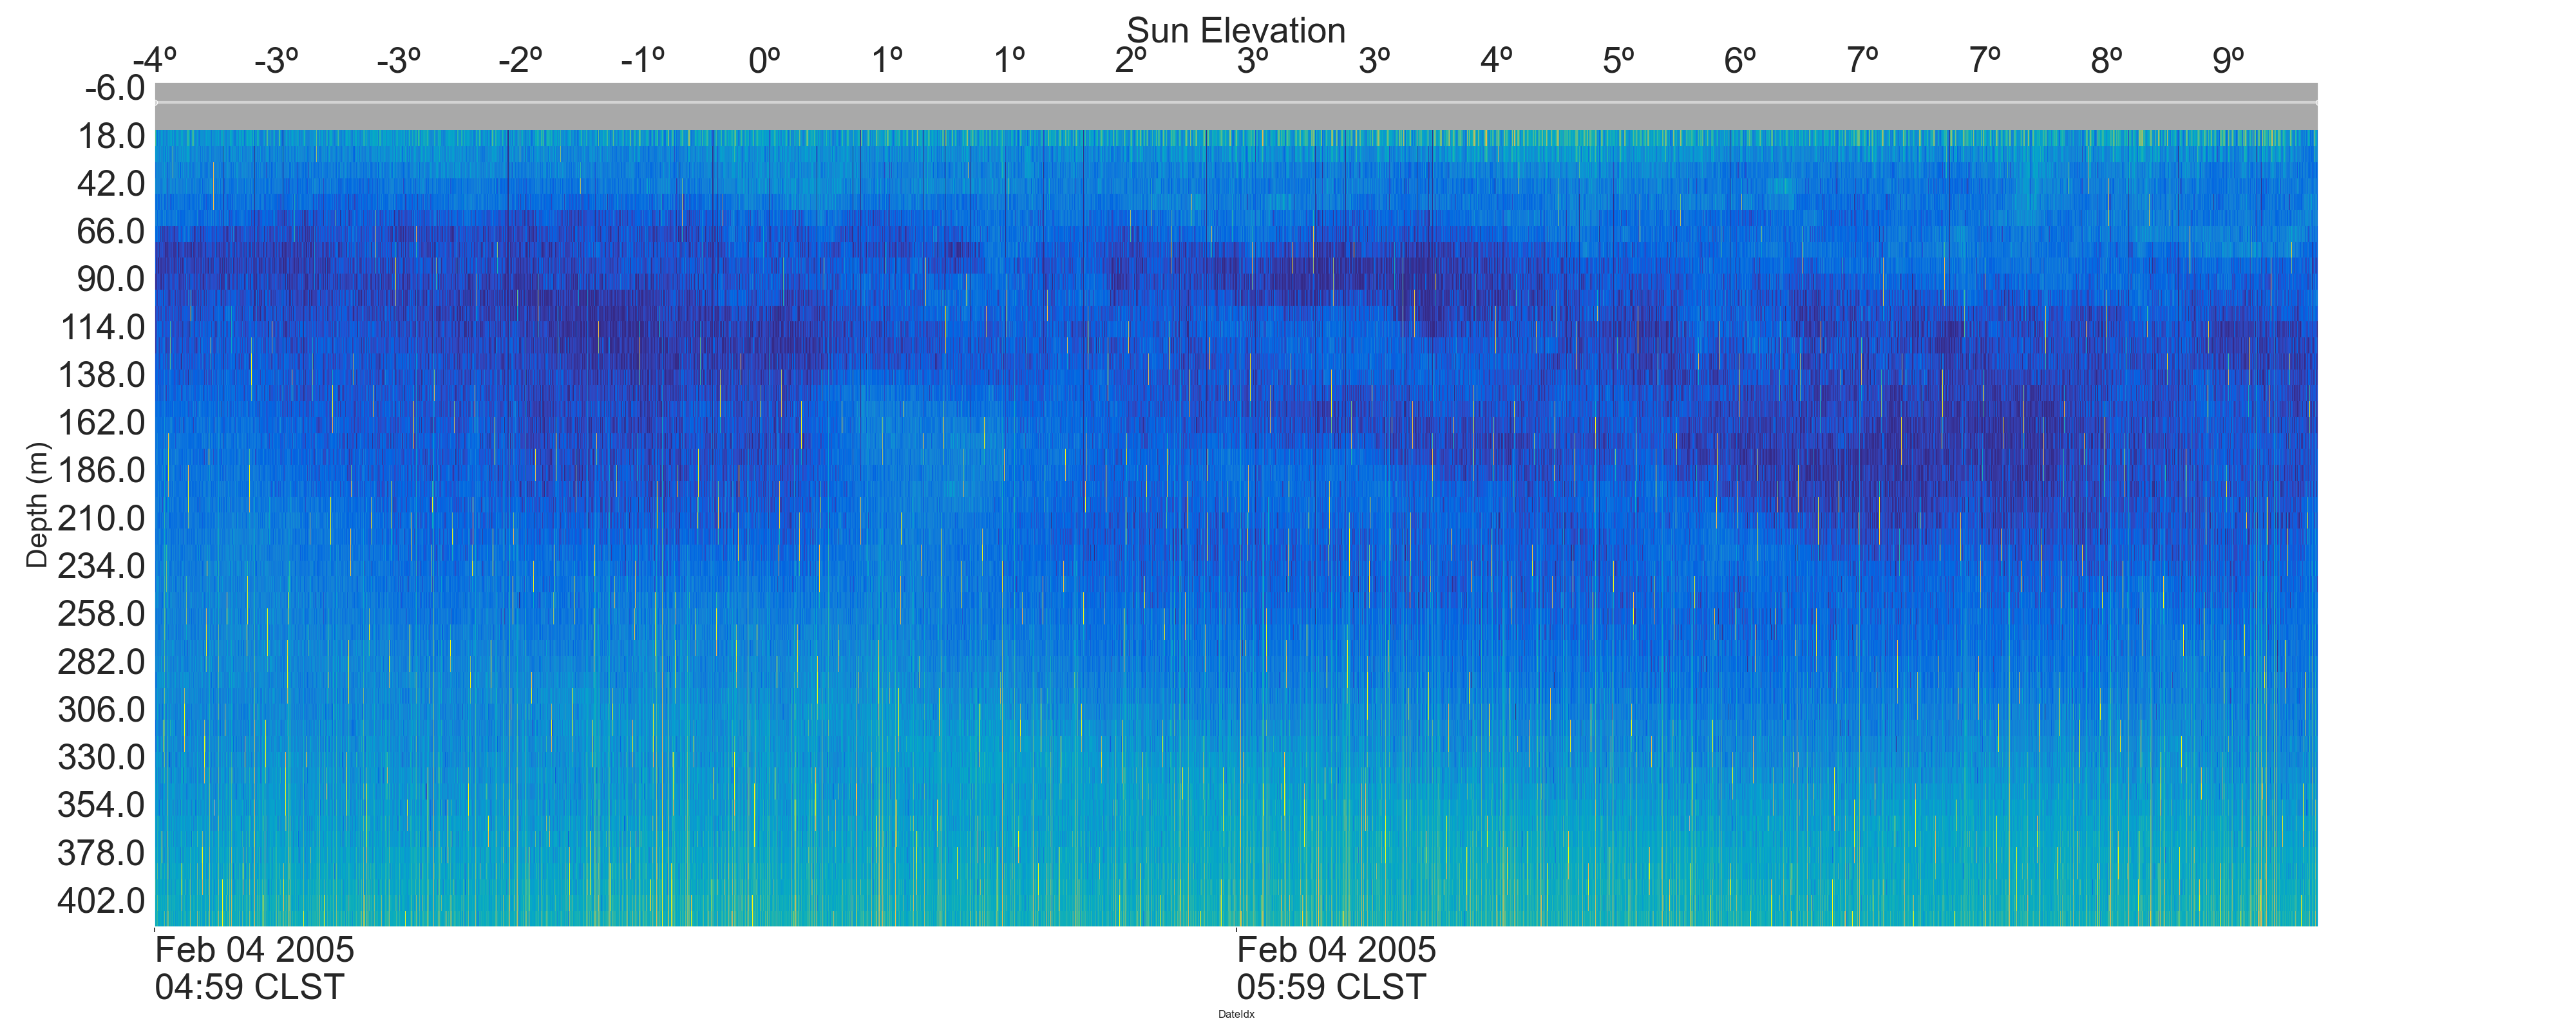 Sun Elevation
-4º -3º -3º -2º -1º 0º 1º 1º 2º 3º 3º 4º 5º 6º 7º 7º 8º 9º
-6.0
18.0
42.0
66.0
90.0
114.0
138.0
162.0
186.0
210.0
234.0
258.0
282.0
306.0
330.0
354.0
378.0
402.0
Depth (m)
Feb 04 2005
04:59 CLST
Feb 04 2005
05:59 CLST
DateIdx